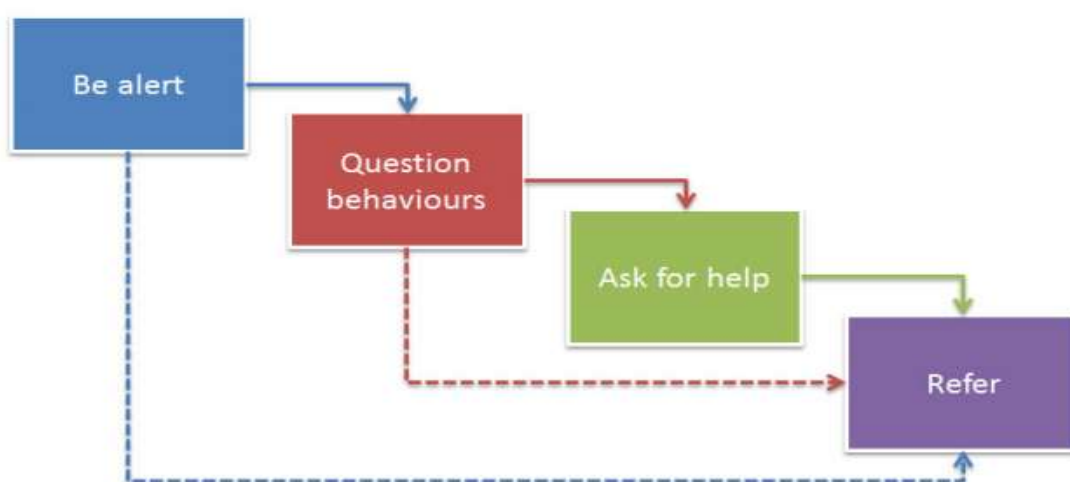 Be alert
Question
behaviours
Ask for help
Refer